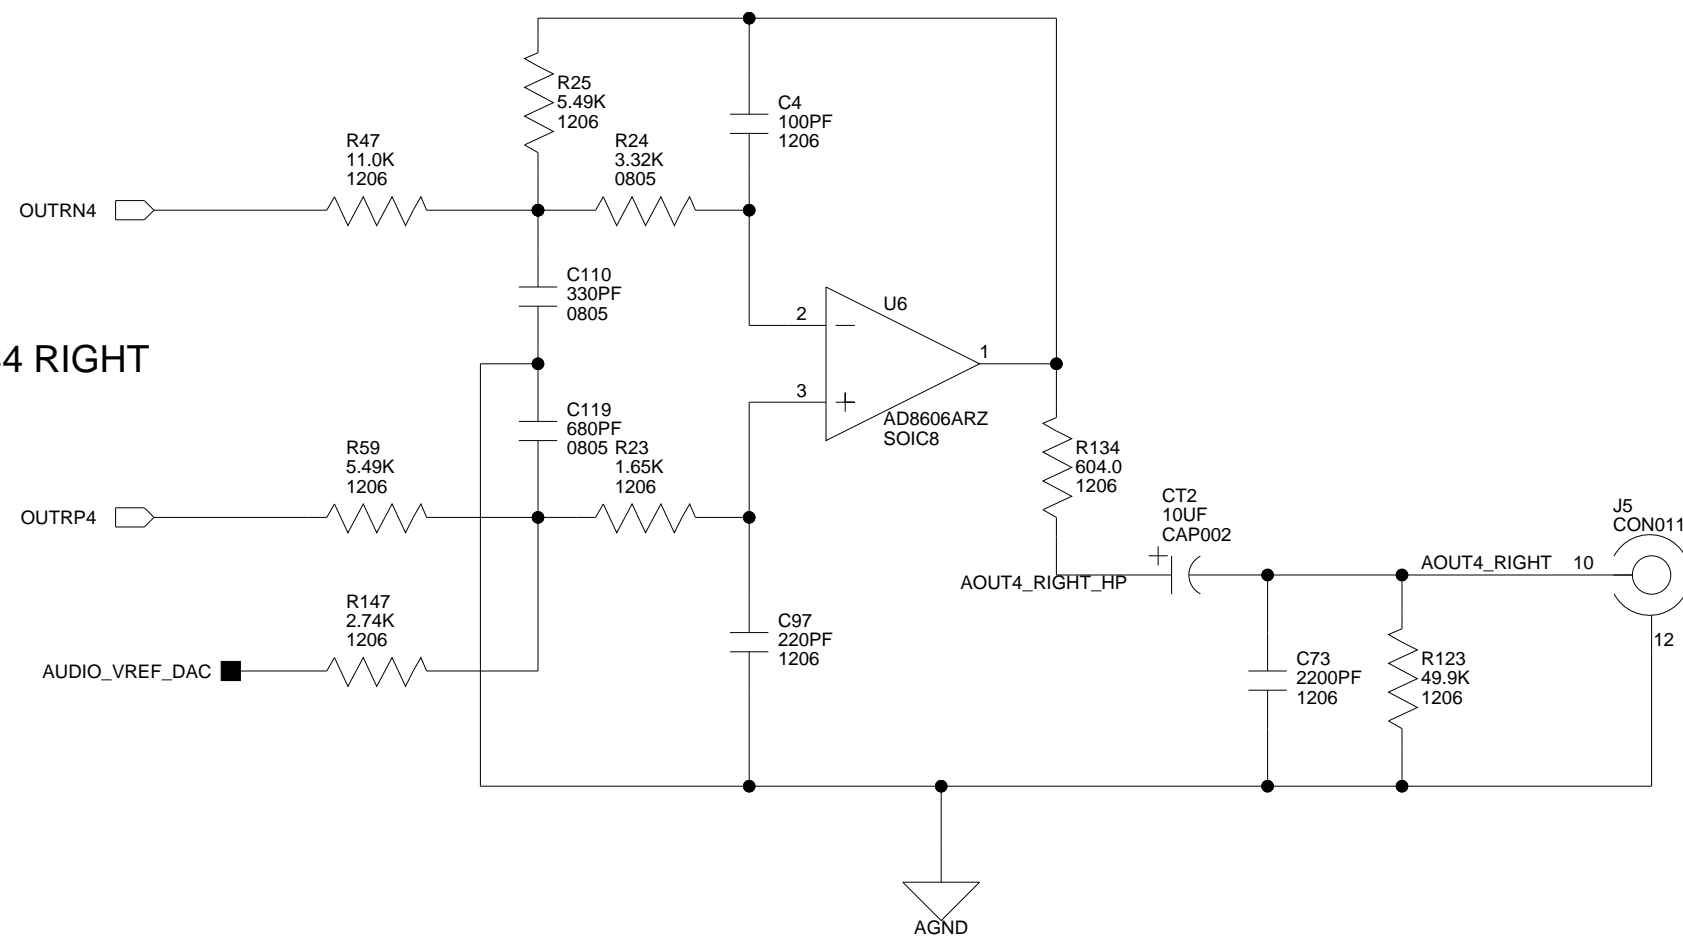 R25
5.49K
1206
C4
100PF
1206
R47
11.0K
1206
R24
3.32K
0805
OUTRN4
C110
330PF
0805
2
U6
1
4 RIGHT
3
AD8606ARZ
SOIC8
C119
680PF
0805
R23
1.65K
1206
R59
5.49K
1206
OUTRP4
R134
604.0
1206
CT2
10UF
CAP002
J5
CON011
AOUT4_RIGHT_HP
AOUT4_RIGHT
10
R147
2.74K
1206
AUDIO_VREF_DAC
C97
220PF
1206
C73
2200PF
1206
R123
49.9K
1206
12
AGND